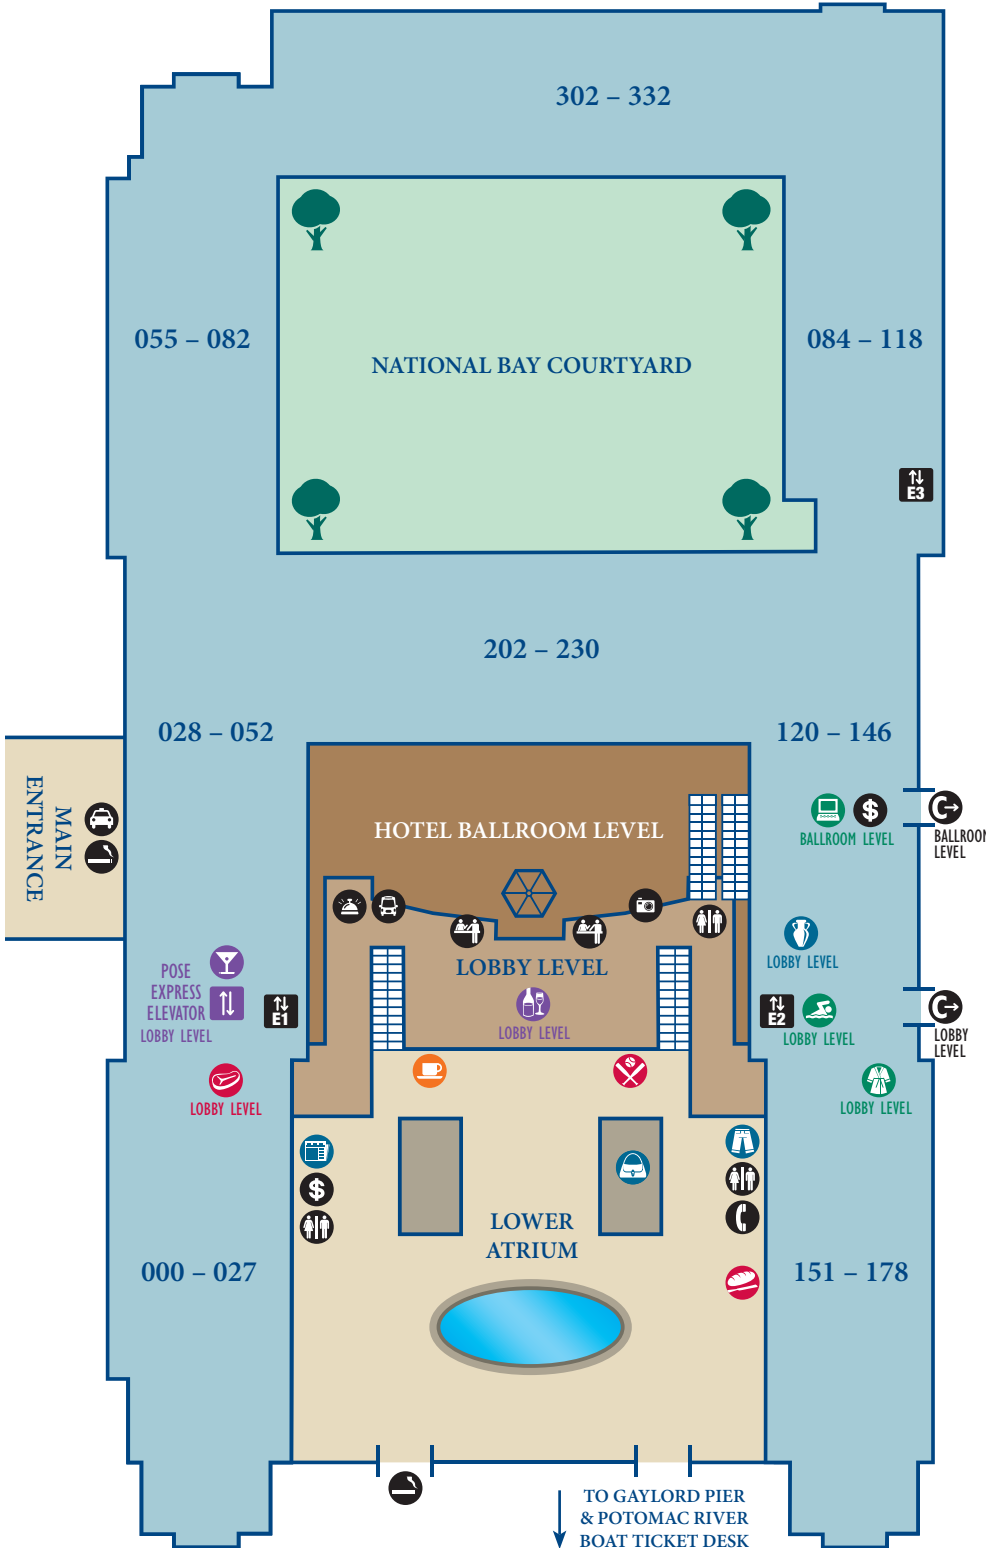 302 – 332
055 – 082
084 – 118
NATIONAL BAY COURTYARD
E3
202 – 230
028 – 052
120 – 146
MAIN
ENTRANCE
HOTEL BALLROOM LEVEL
$
BALLROOM LEVEL
C
BALLROOM
LEVEL
LOBBY LEVEL
LOBBY LEVEL
POSE
EXPRESS
ELEVATOR
LOBBY LEVEL
E1
LOBBY LEVEL
E2
LOBBY LEVEL
C
LOBBY
LEVEL
LOBBY LEVEL
LOBBY LEVEL
$
LOWER
ATRIUM
000 – 027
151 – 178
TO GAYLORD PIER
& POTOMAC RIVER
BOAT TICKET DESK